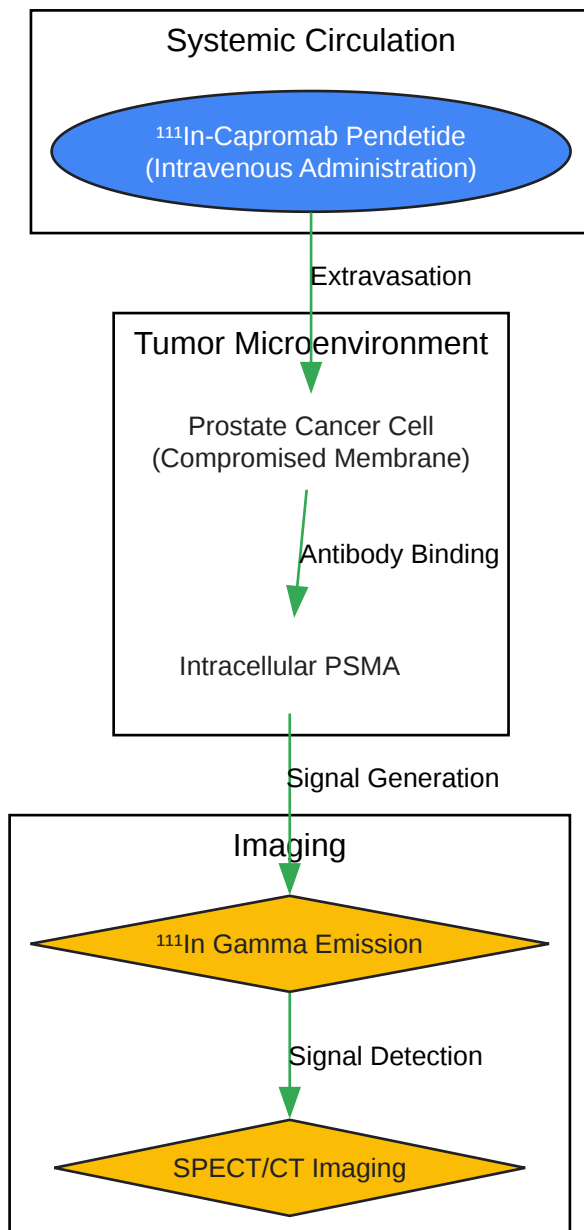 Systemic Circulation
¹¹¹In-Capromab Pendetide
(Intravenous Administration)
Extravasation
Tumor Microenvironment
Prostate Cancer Cell
(Compromised Membrane)
Antibody Binding
Intracellular PSMA
Signal Generation
Imaging
¹¹¹In Gamma Emission
Signal Detection
SPECT/CT Imaging